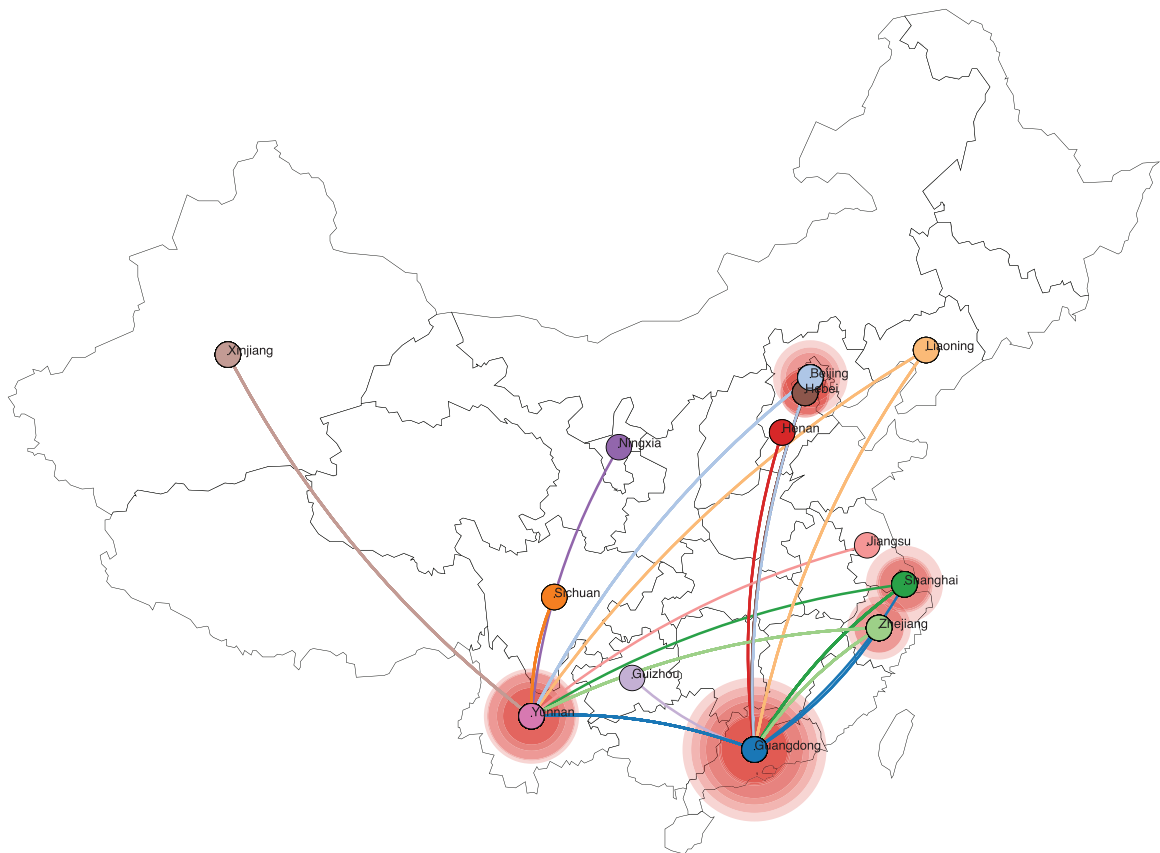 Xinjiang
Liaoning
Beijing
Hebei
Henan
Ningxia
Jiangsu
Shanghai
Sichuan
Zhejiang
Guizhou
Yunnan
Guangdong